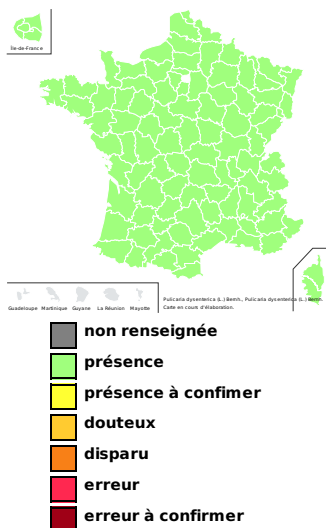 Île-de-France
Guadeloupe Martinique Guyane La Réunion Mayotte
Pulicaria dysenterica (L.) Bernh., Pulicaria dysenterica (L.) Bernh.
Carte en cours d'élaboration.
non renseignée
présence
présence à confimer
douteux
disparu
erreur
erreur à confirmer